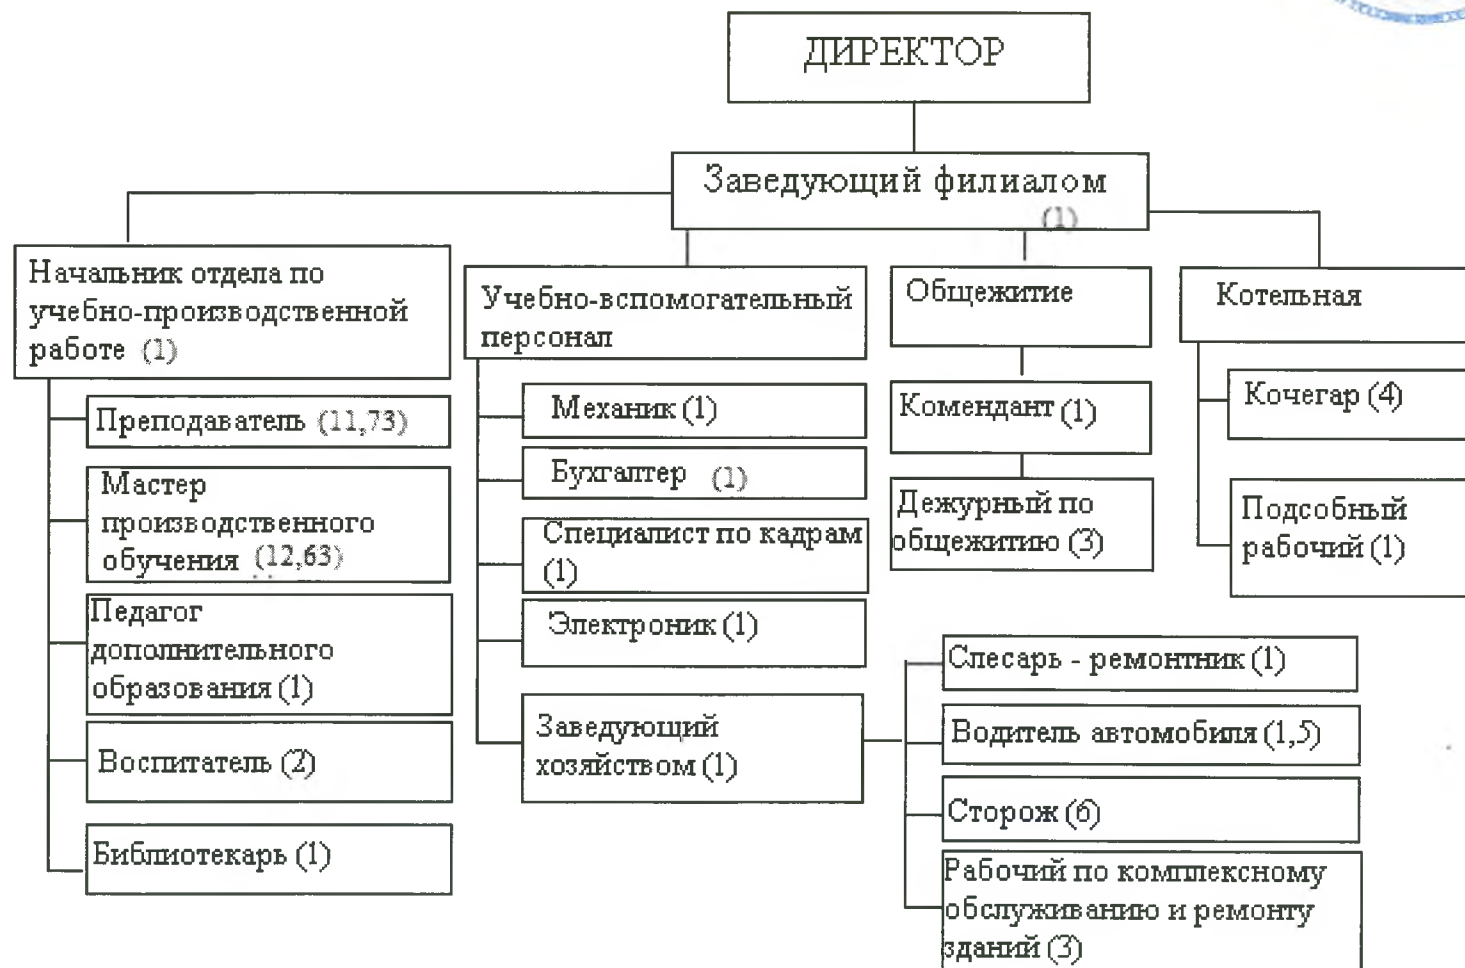 ДИРЕКТОР
Заведующий филиалом
(1)
Начальник отдела по
учебно-производственной
работе (1)
Преподаватель (11,73)
Мастер
производственного
обучения (12,63)
Педагог
дополнительного
образования (1)
Воспитатель (2)
Библиотекарь (1)
Учебно-вспомогательный
персонал
Механик (1)
Бухгалтер (1)
Специалист по кадрам
(1)
Электроник (1)
Заведующий
хозяйством (1)
Слесарь - ремонтник (1)
Водитель автомобиля (1,5)
Сторож (6)
Рабочий по комплексному
обслуживанию и ремонту
зданий (3)
Общежитие
Комендант (1)
Дежурный по
общежитию (3)
Котельная
Кочегар (4)
Подсобный
рабочий (1)